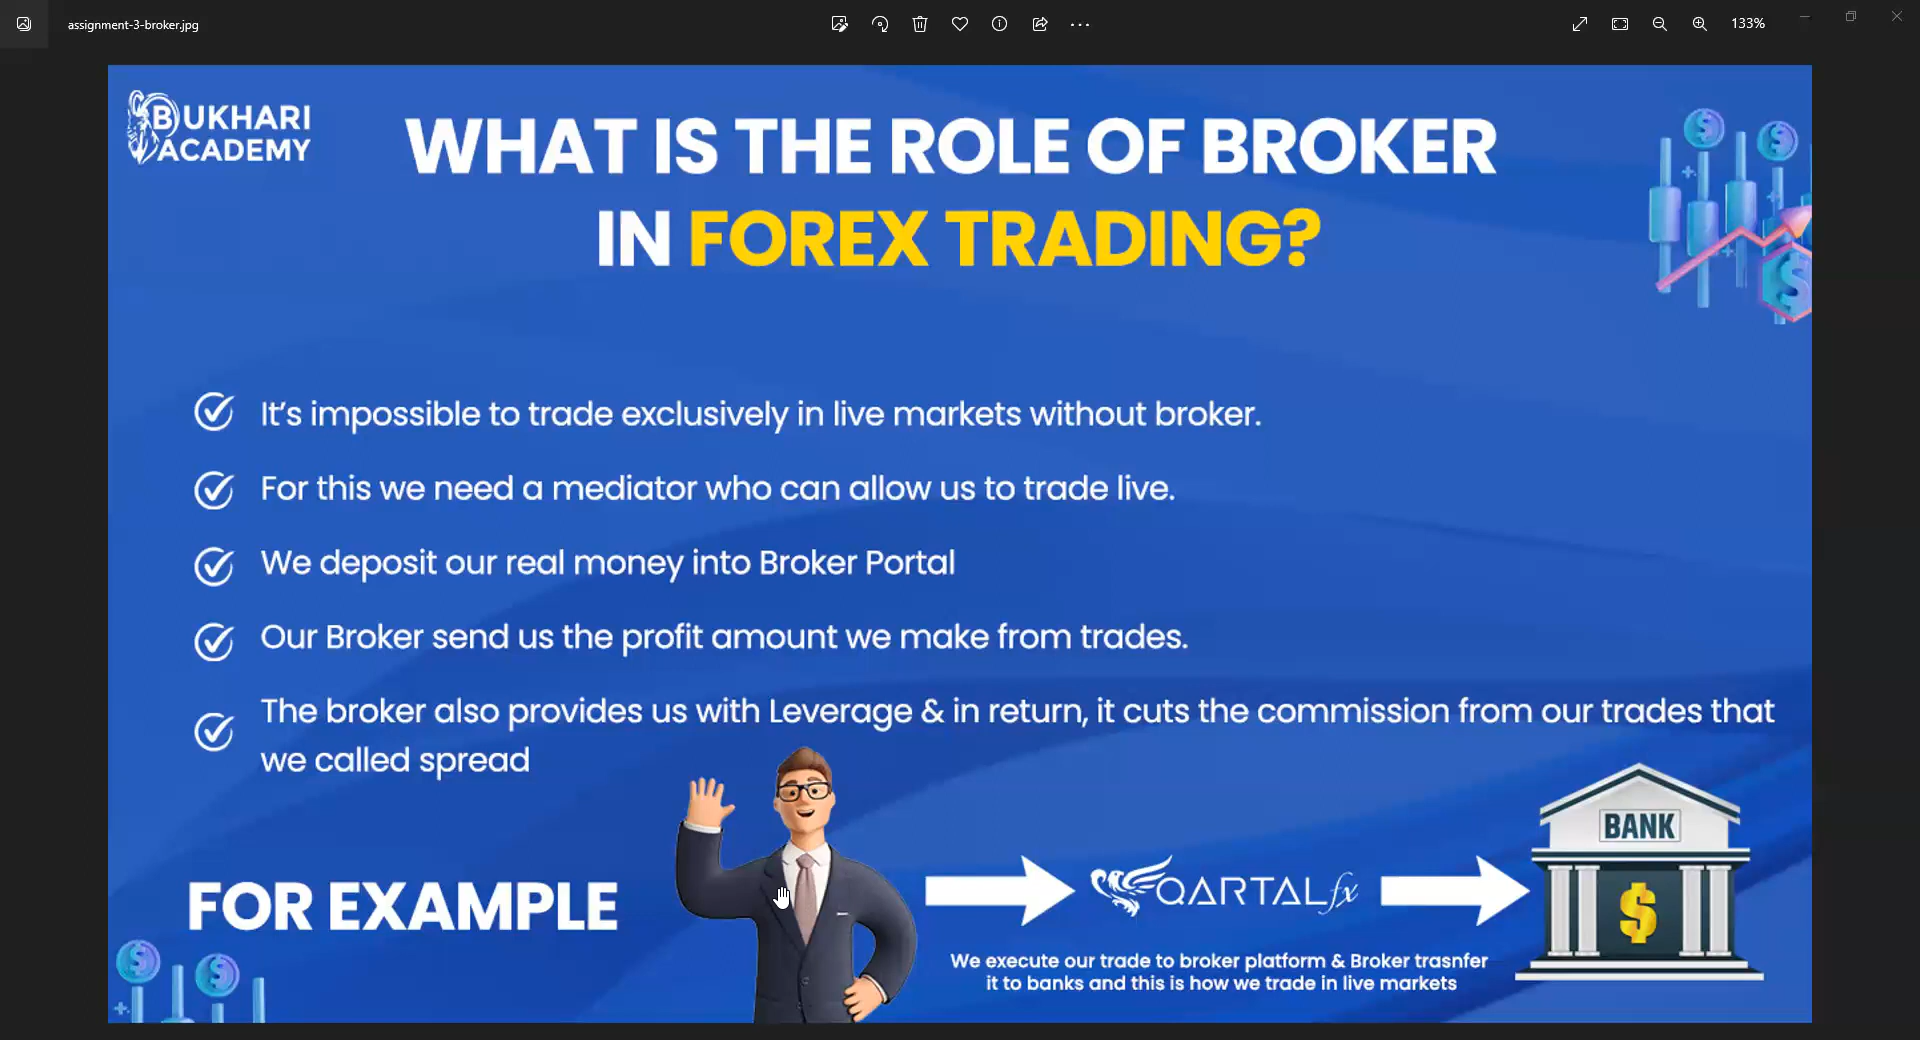 assignment-3-broker.jpg
133%
BUKHARI
ACADEMY
WHAT IS THE ROLE OF BROKER
IN FOREX TRADING?
It's impossible to trade exclusively in live markets without broker.
For this we need a mediator who can allow us to trade live.
We deposit our real money into Broker Portal
Our Broker send us the profit amount we make from trades.
The broker also provides us with Leverage & in return, it cuts the commission from our trades that
we called spread
FOR EXAMPLE
QARTALfx
BANK
$
We execute our trade to broker platform & Broker trasnfer
it to banks and this is how we trade in live markets